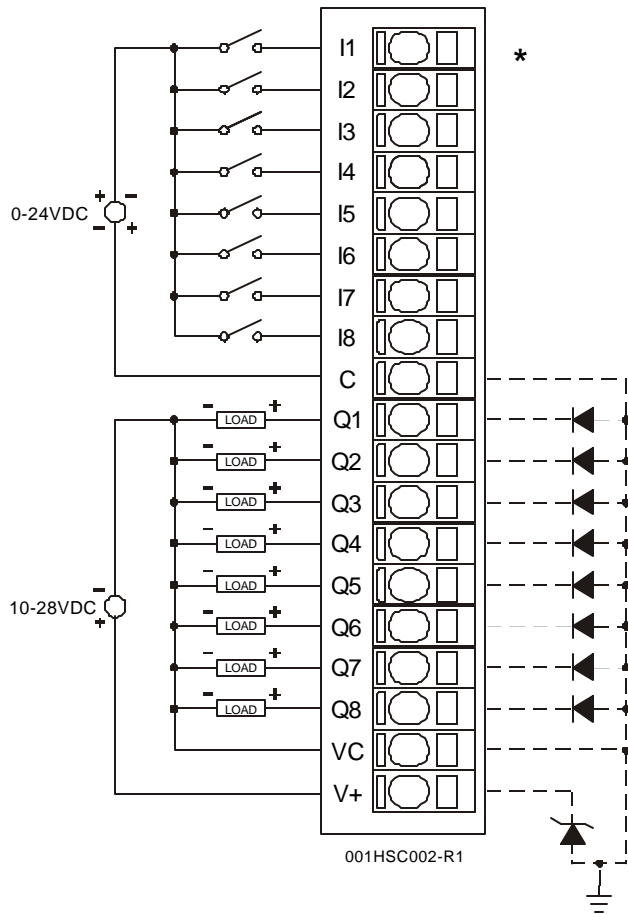 I1
*
I2
I3
I4
0-24VDC
+ -
- +
I5
I6
I7
I8
C
- LOAD + Q1
- LOAD + Q2
- LOAD + Q3
- LOAD + Q4
- LOAD + Q5
10-28VDC
-
+
- LOAD + Q6
- LOAD + Q7
- LOAD + Q8
VC
V+
001HSC002-R1